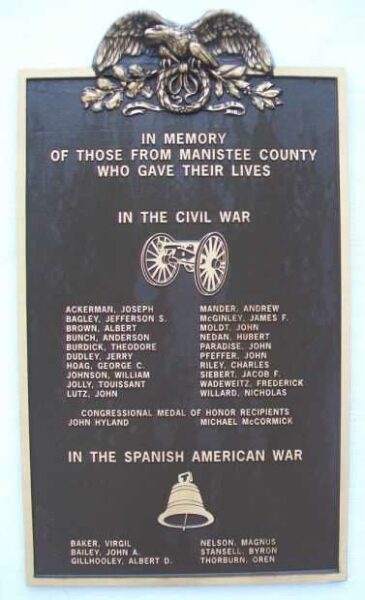 IN MEMORY
OF THOSE FROM MANISTEE COUNTY
WHO GAVE THEIR LIVES
IN THE CIVIL WAR
ACKERMAN, JOSEPH
BAGLEY, JEFFERSON S.
BROWN, ALBERT
BUNCH, ANDERSON
BURDICK, THEODORE
DUDLEY, JERRY
HOAG, GEORGE C.
JOHNSON, WILLIAM
JOLLY, TOUISSANT
LUTZ, JOHN
MANDER, ANDREW
McGINLEY, JAMES F.
MOLDT, JOHN
NEDAN, HUBERT
PARADISE, JOHN
PFEFFER, JOHN
RILEY, CHARLES
SIEBERT, JACOB F.
WADEWEITZ, FREDERICK
WILLARD, NICHOLAS
CONGRESSIONAL MEDAL OF HONOR RECIPIENTS
JOHN HYLAND MICHAEL McCORMICK
IN THE SPANISH AMERICAN WAR
BAKER, VIRGIL
BAILEY, JOHN A.
GILLHOOLEY, ALBERT D.
NELSON, MAGNUS
STANSELL, BYRON
THORBURN, OREN